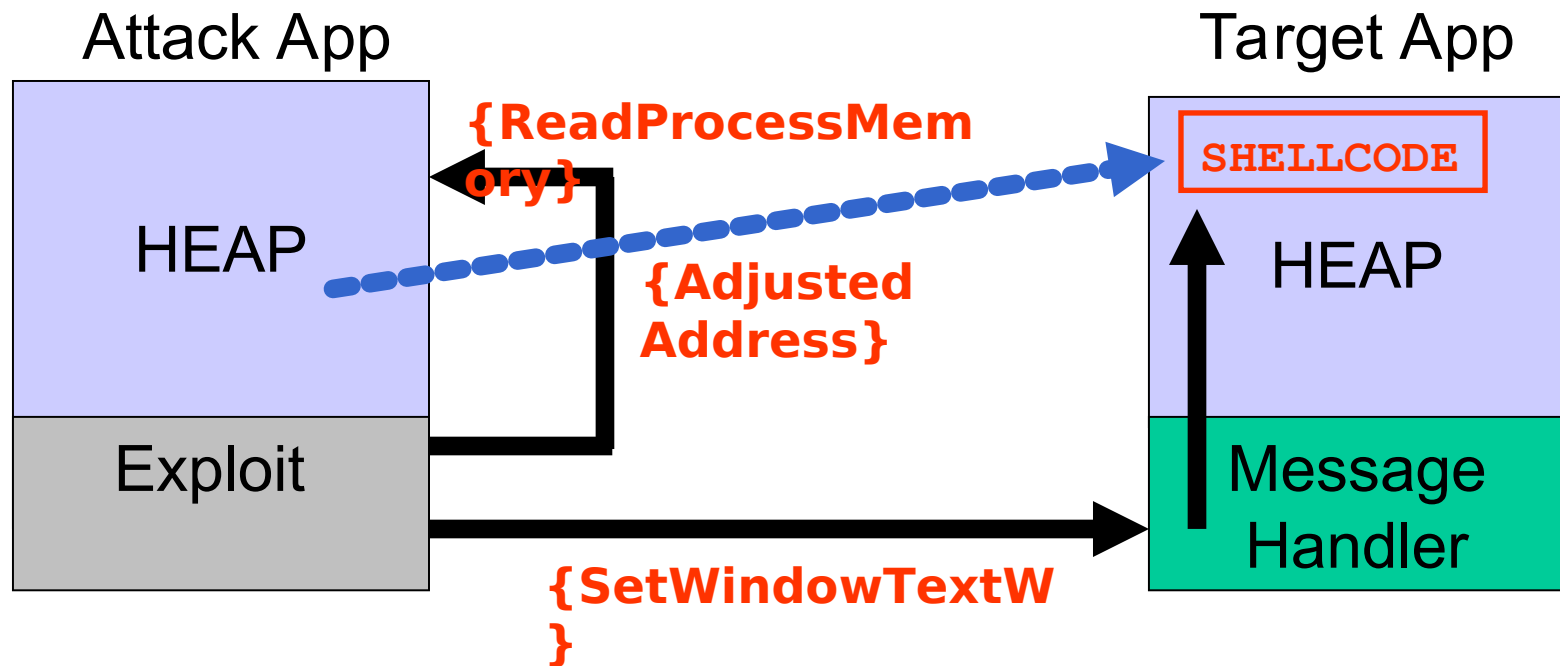 Attack App
Target App
{ReadProcessMem
ory}
SHELLCODE
HEAP
HEAP
{Adjusted
Address}
Exploit
Message
Handler
{SetWindowTextW
}